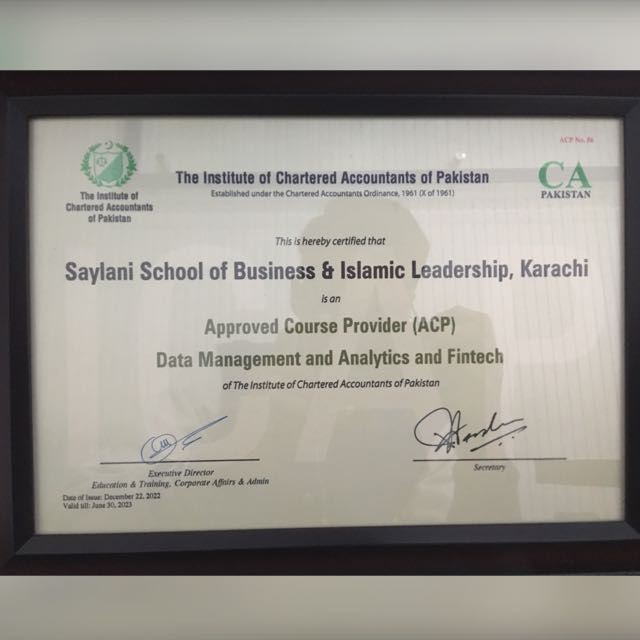 ACP No. 86
The Institute of
Chartered Accountants
of Pakistan
The Institute of Chartered Accountants of Pakistan
Established under the Chartered Accountants Ordinance, 1961 (X of 1961)
CA
PAKISTAN
This is hereby certified that
Saylani School of Business & Islamic Leadership, Karachi
is an
Approved Course Provider (ACP)
Data Management and Analytics and Fintech
of The Institute of Chartered Accountants of Pakistan
Executive Director
Education & Training, Corporate Affairs & Admin
Secretary
Date of Issue: December 22, 2022
Valid till: June 30, 2023